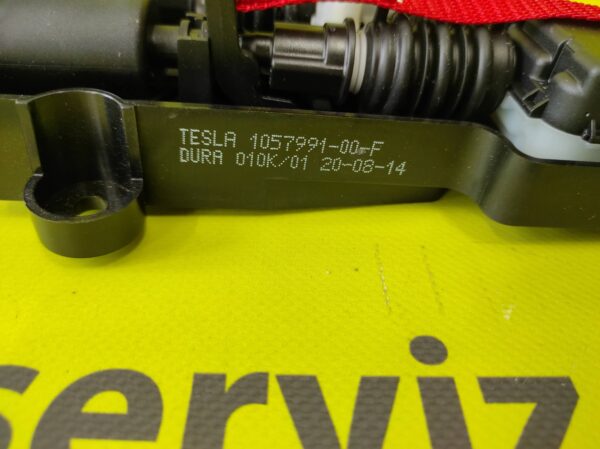 TESLA 1057991-00-F
DURA 010K/01 20-08-14
serviz